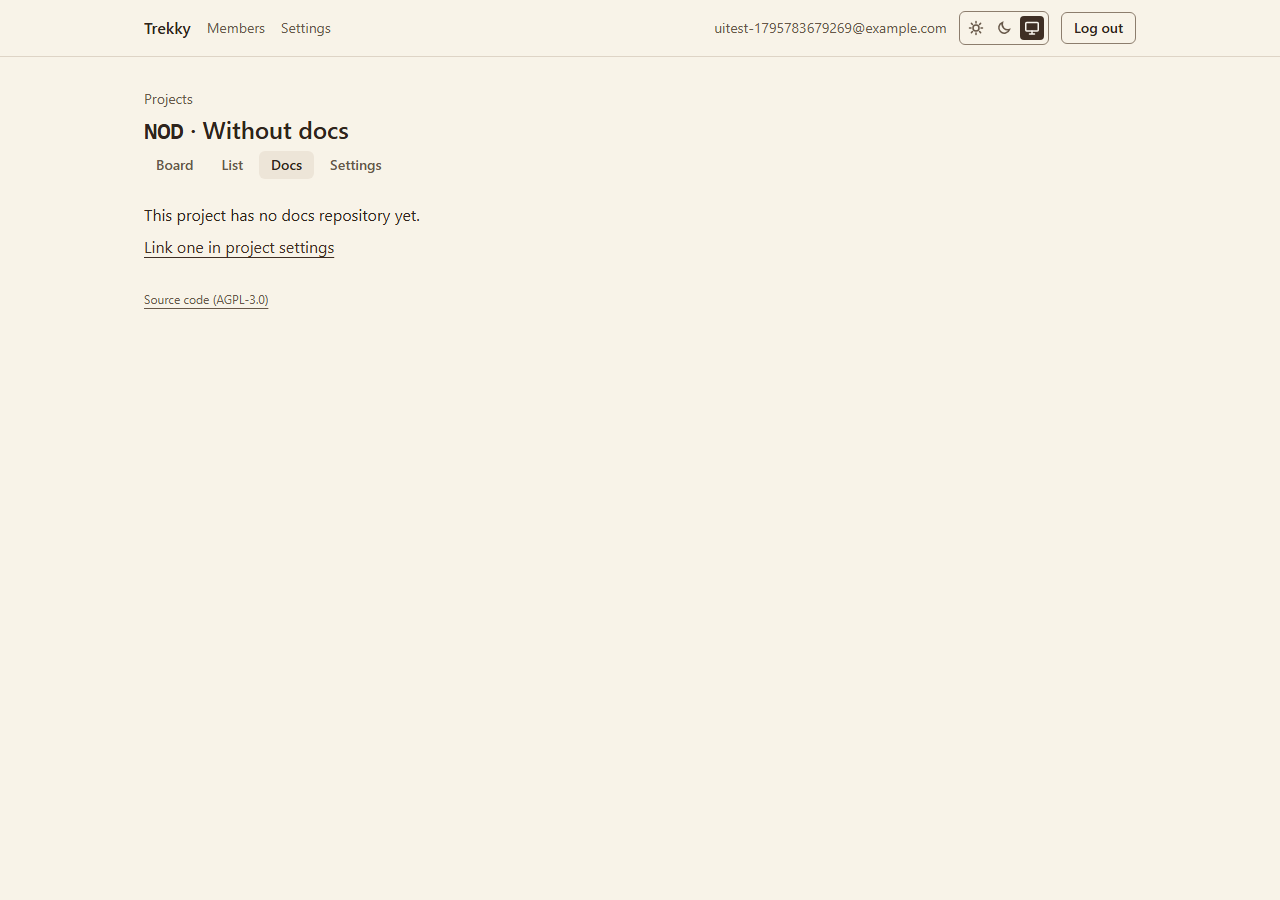 Trekky Members Settings uitest-1795783679269@example.com Log out
Projects
NOD · Without docs
Board List Docs Settings
This project has no docs repository yet.
Link one in project settings
Source code (AGPL-3.0)